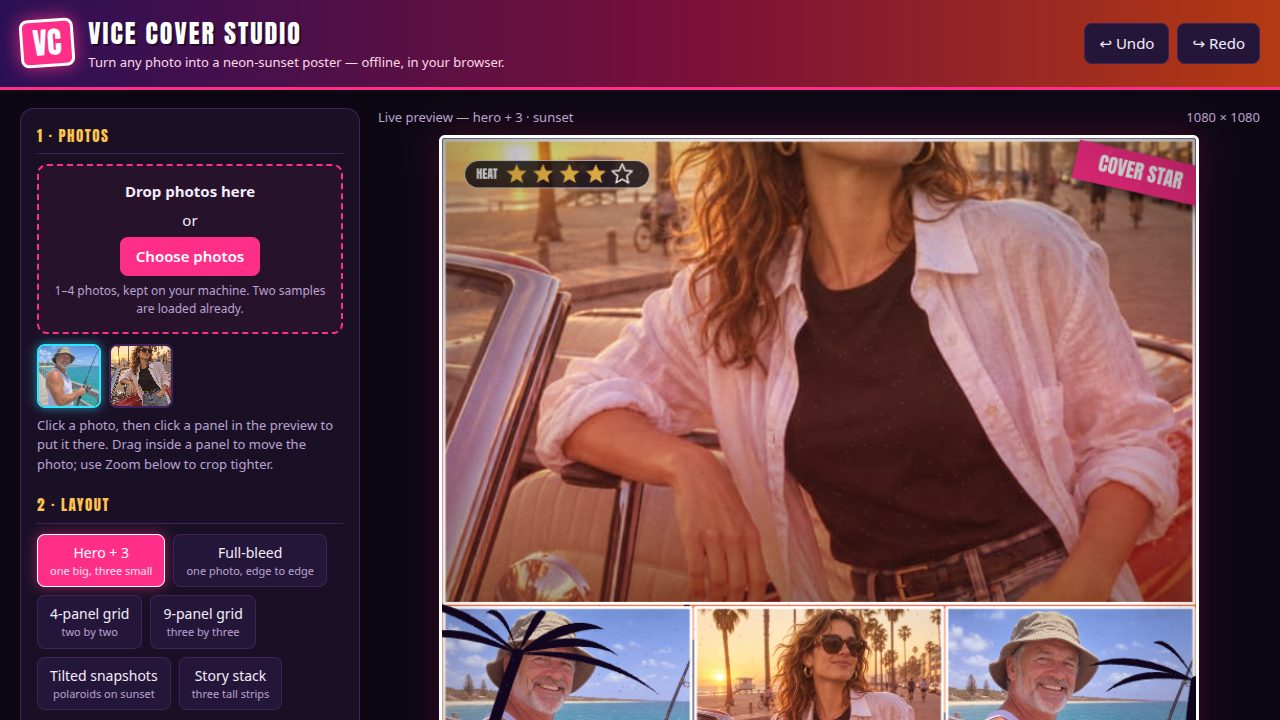 VC
VICE COVER STUDIO
Turn any photo into a neon-sunset poster — offline, in your browser.
↩ Undo
↪ Redo
1 · PHOTOS
Drop photos here
or
Choose photos
1–4 photos, kept on your machine. Two samples
are loaded already.
Click a photo, then click a panel in the preview to
put it there. Drag inside a panel to move the
photo; use Zoom below to crop tighter.
2 · LAYOUT
Hero + 3
one big, three small
Full-bleed
one photo, edge to edge
4-panel grid
two by two
9-panel grid
three by three
Tilted snapshots
polaroids on sunset
Story stack
three tall strips
Live preview — hero + 3 · sunset
1080 × 1080
HEAT
COVER STAR